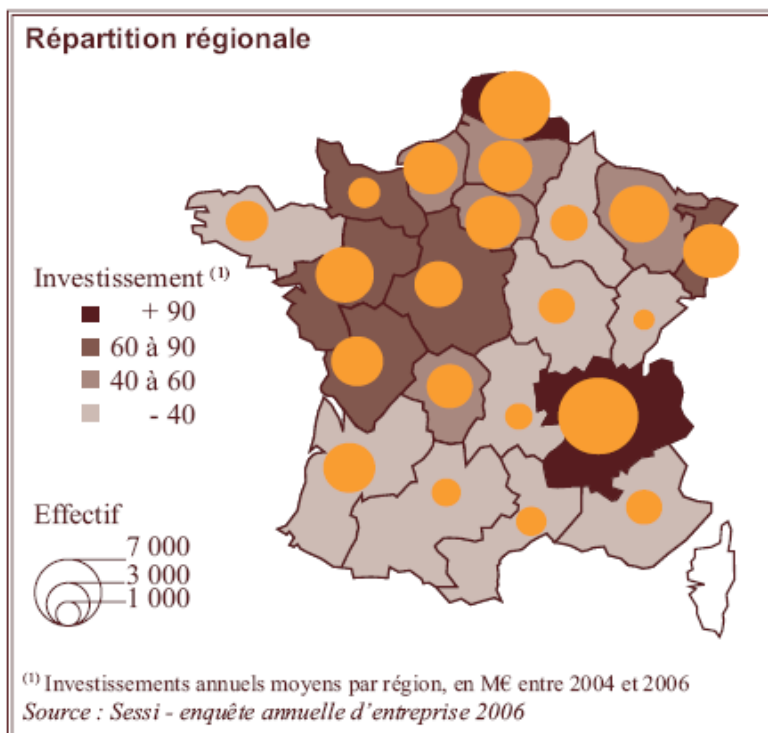 Répartition régionale
Investissement (1)
+ 90
60 à 90
40 à 60
- 40
Effectif
7 000
3 000
1 000
(1) Investissements annuels moyens par région, en M€ entre 2004 et 2006
Source : Sessi - enquête annuelle d'entreprise 2006